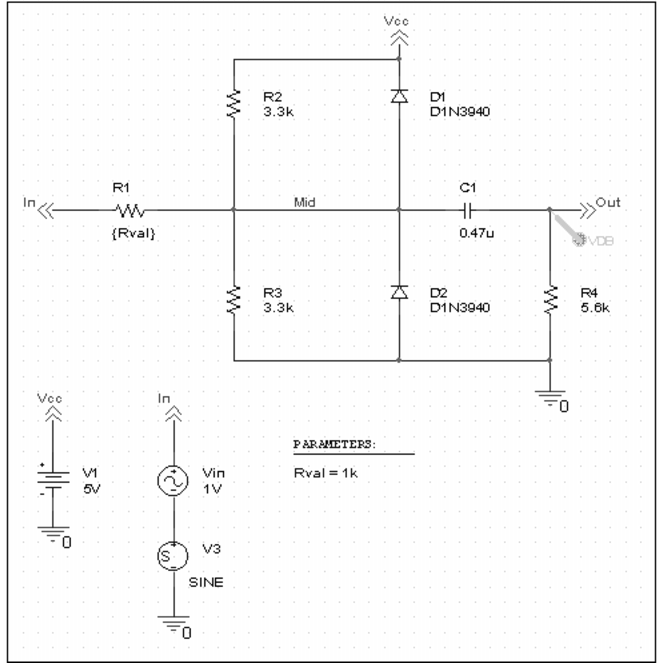 Vcc
R2
3.3k
D1
D1N3940
In
R1
{Rval}
Mid
C1
0.47u
Out
VDB
R3
3.3k
D2
D1N3940
R4
5.6k
0
Vcc
In
+
V1
5V
-
0
PARAMETERS:
Rval = 1k
+
Vin
1V
-
+
S
V3
-
SINE
0